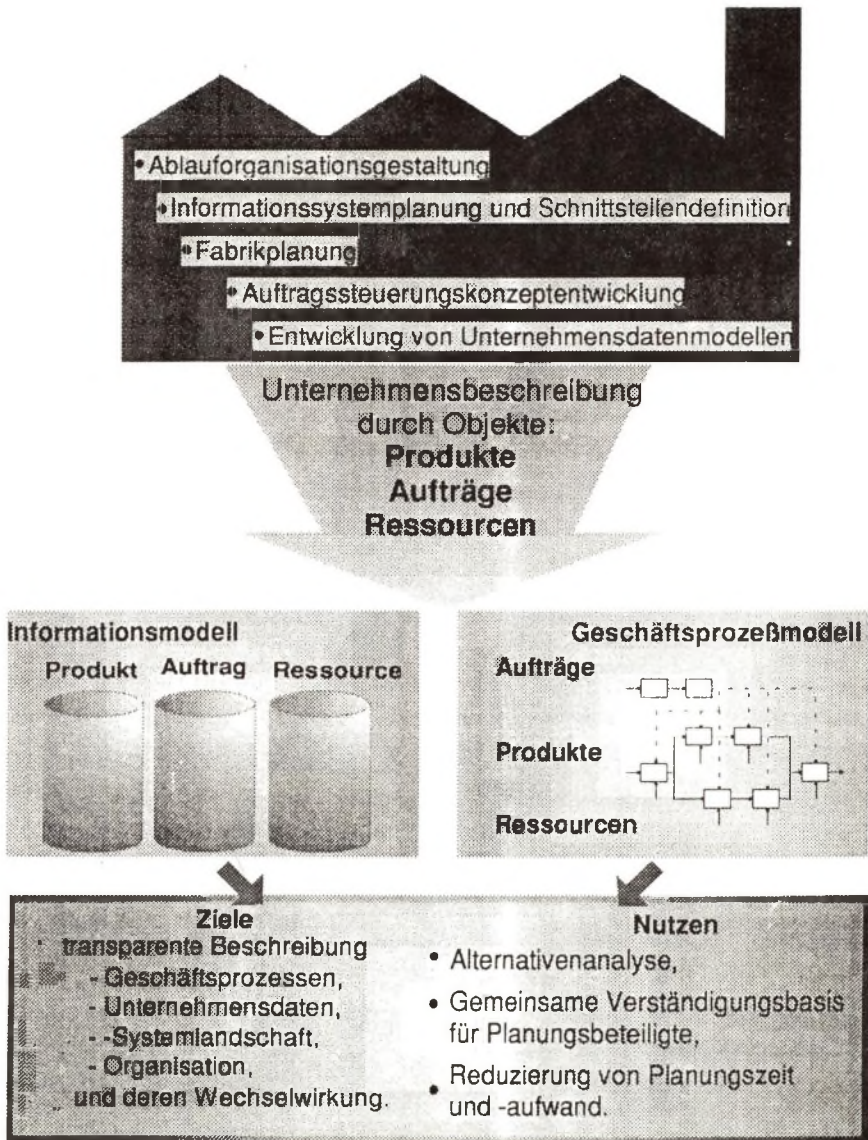 • Ablauforganisationsgestaltung
• Informationssystemplanung und Schnittstellendefinition
• Fabrikplanung
• Auftragssteuerungskonzeptentwicklung
• Entwicklung von Unternehmensdatenmodellen
Unternehmensbeschreibung
durch Objekte:
Produkte
Aufträge
Ressourcen
Informationsmodell
Produkt Auftrag Ressource
Geschäftsprozeßmodell
Aufträge
Produkte
Ressourcen
Ziele
transparente Beschreibung
- Geschäftsprozessen,
- Unternehmensdaten,
- -Systemlandschaft,
- Organisation,
und deren Wechselwirkung.
Nutzen
• Alternativenanalyse,
• Gemeinsame Verständigungsbasis
für Planungsbeteiligte,
• Reduzierung von Planungszeit
und -aufwand.